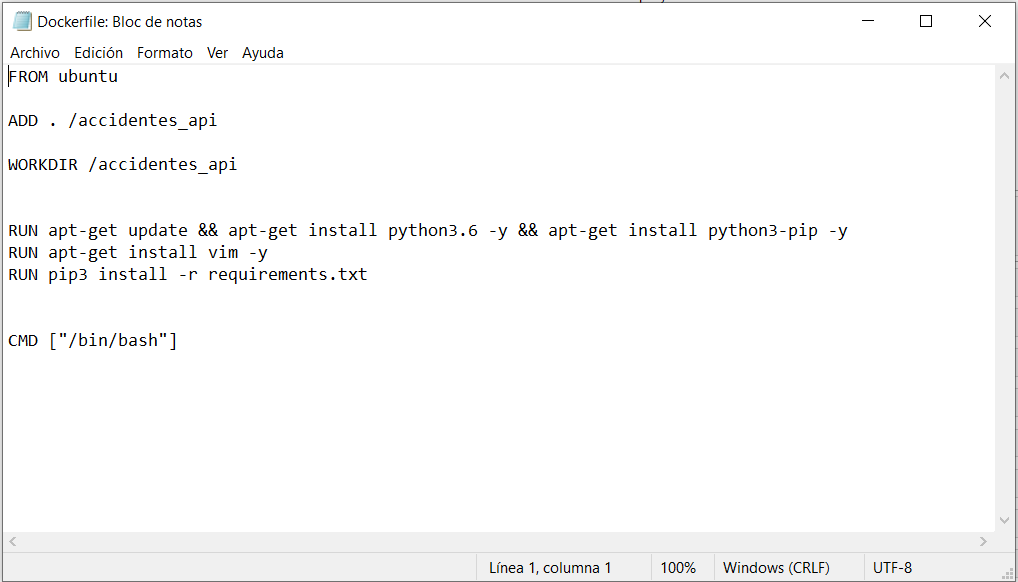 Dockerfile: Bloc de notas
Archivo Edición Formato Ver Ayuda
FROM ubuntu
ADD . /accidentes_api
WORKDIR /accidentes_api
RUN apt-get update && apt-get install python3.6 -y && apt-get install python3-pip -y
RUN apt-get install vim -y
RUN pip3 install -r requirements.txt
CMD ["/bin/bash"]
Línea 1, columna 1 100% Windows (CRLF) UTF-8